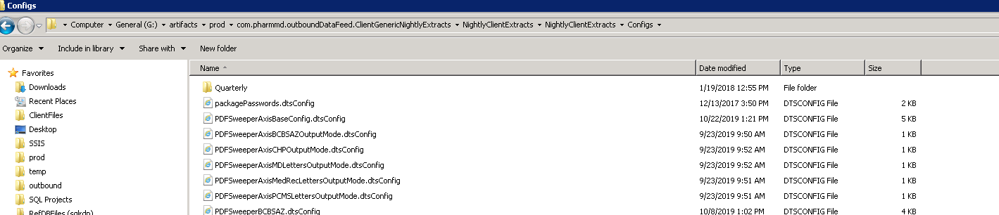 Configs
Computer General (G:) artifacts prod com.pharmmd.outboundDataFeed.ClientGenericNightlyExtracts NightlyClientExtracts NightlyClientExtracts Configs
Organize Include in library Share with New folder
Favorites
Downloads
Recent Places
ClientFiles
Desktop
SSIS
prod
temp
outbound
SQL Projects
RefDBFiles (sqlrdp)
Name Date modified Type Size
Quarterly 1/19/2018 12:55 PM File folder
packagePasswords.dtsConfig 12/13/2017 3:50 PM DTSCONFIG File 2 KB
PDFSweeperAxisBaseConfig.dtsConfig 10/22/2019 1:21 PM DTSCONFIG File 5 KB
PDFSweeperAxisBCBSAZOutputMode.dtsConfig 9/23/2019 9:50 AM DTSCONFIG File 1 KB
PDFSweeperAxisCHPOutputMode.dtsConfig 9/23/2019 9:52 AM DTSCONFIG File 1 KB
PDFSweeperAxisMDLettersOutputMode.dtsConfig 9/23/2019 9:52 AM DTSCONFIG File 1 KB
PDFSweeperAxisMedRecLettersOutputMode.dtsConfig 9/23/2019 9:51 AM DTSCONFIG File 1 KB
PDFSweeperAxisPCMSLettersOutputMode.dtsConfig 9/23/2019 9:51 AM DTSCONFIG File 1 KB
PDFSweeperBCBSAZ.dtsConfig 10/8/2019 1:02 PM DTSCONFIG File 4 KB